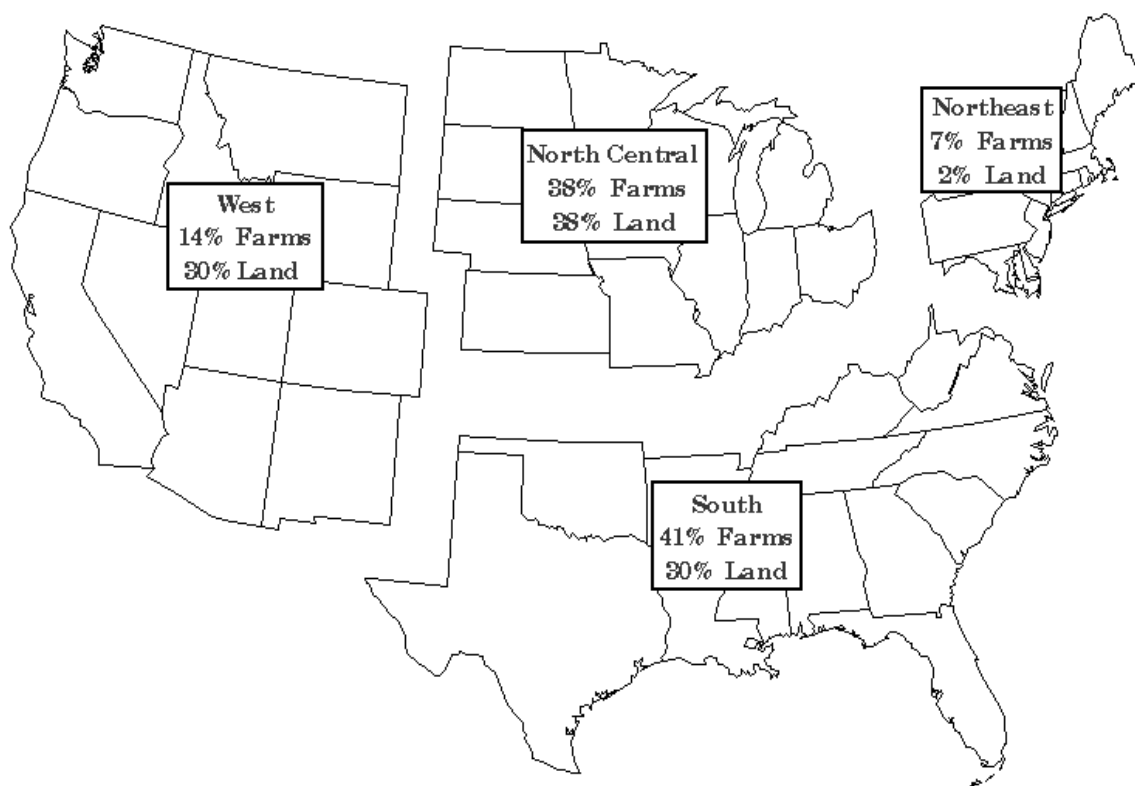 West
14% Farms
30% Land
North Central
38% Farms
38% Land
Northeast
7% Farms
2% Land
South
41% Farms
30% Land